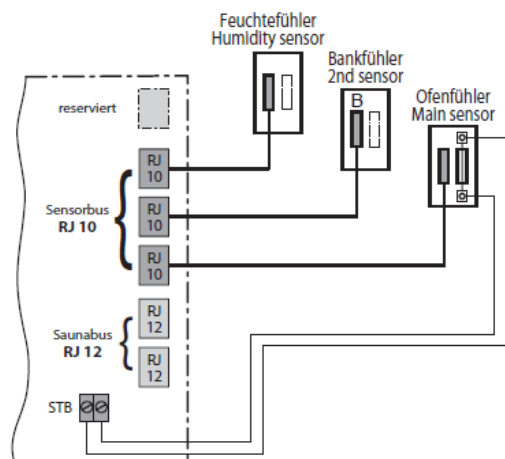 Feuchtefühler
Humidity sensor
Bankfühler
2nd sensor
B
Ofenfühler
Main sensor
reserviert
RJ
10
Sensorbus
RJ 10
RJ
10
RJ
10
RJ
12
Saunabus
RJ 12
RJ
12
STB